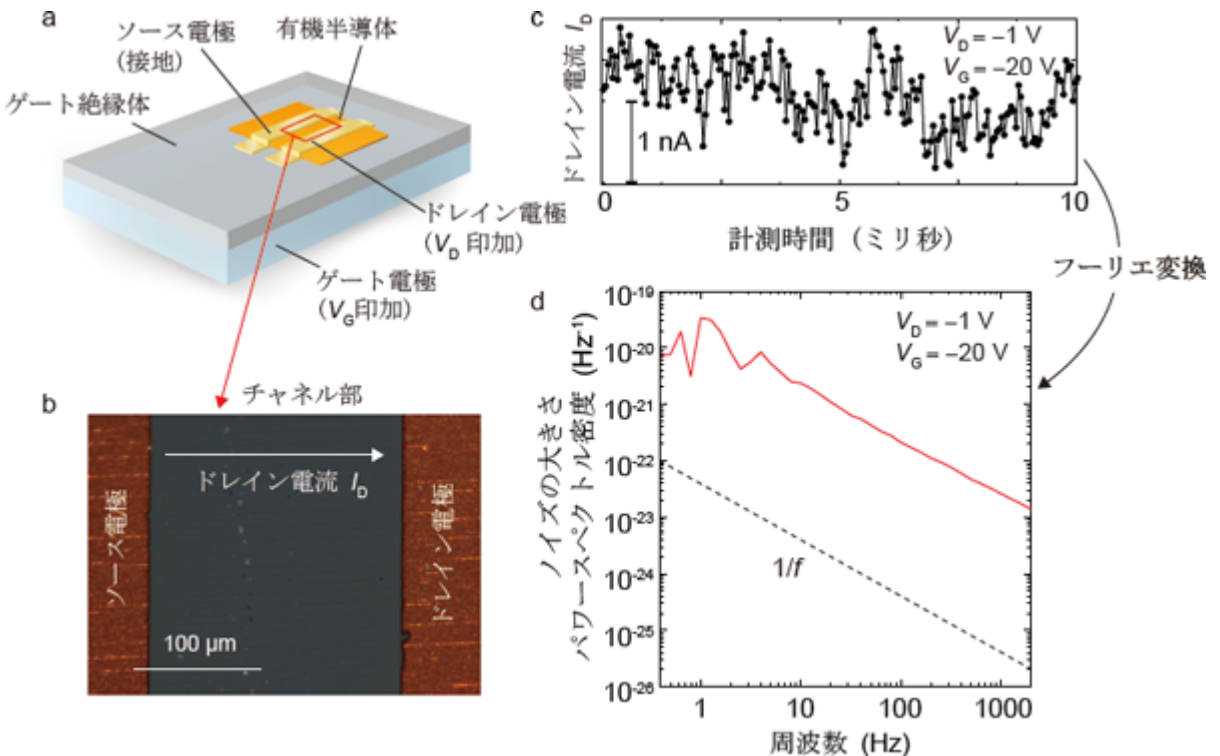 a
ソース電極
(接地)
有機半導体
ゲート絶縁体
ドレイン電極
(VD 印加)
ゲート電極
(VG印加)
b
チャネル部
ドレイン電流 ID
ソース電極
ドレイン電極
100 μm
c
ドレイン電流 ID
VD = −1 V
VG = −20 V
1 nA
0
5
10
計測時間 (ミリ秒)
フーリエ変換
d
ノイズの大きさ
パワースペクトル密度 (Hz-1)
10-19
10-20
10-21
10-22
10-23
10-24
10-25
10-26
VD = −1 V
VG = −20 V
1/f
1
10
100
1000
周波数 (Hz)